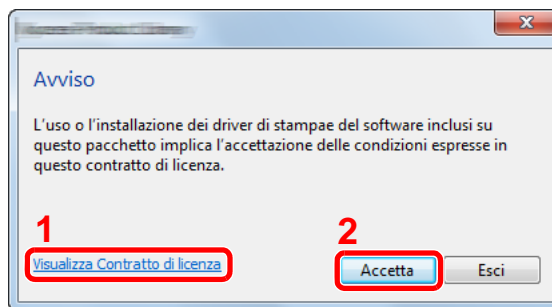 Avviso
L'uso o l'installazione dei driver di stampae del software inclusi su
questo pacchetto implica l'accettazione delle condizioni espresse in
questo contratto di licenza.
1
2
Visualizza Contratto di licenza
Accetta
Esci